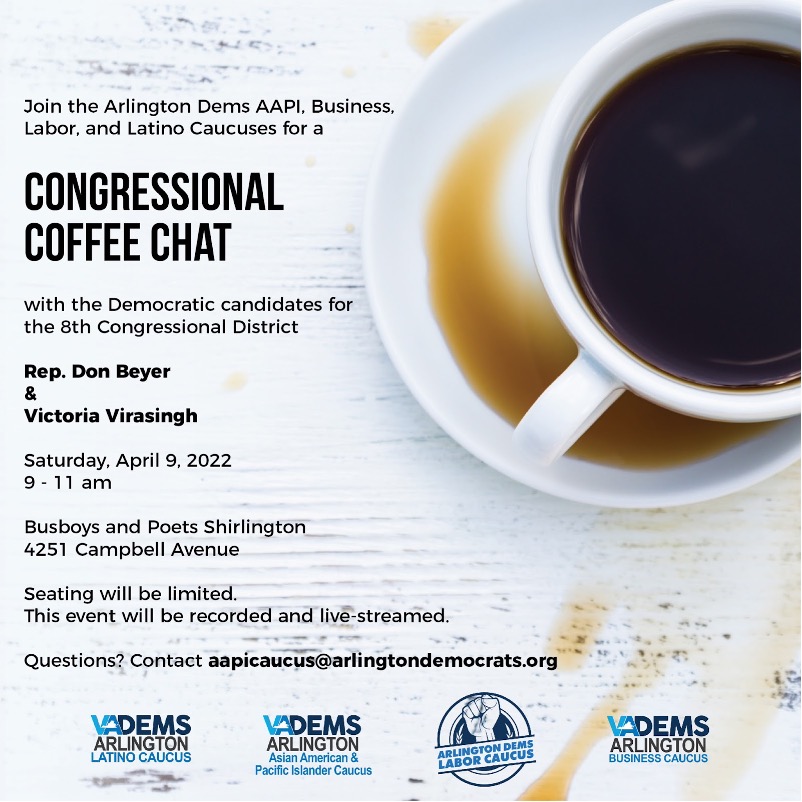 Join the Arlington Dems AAPI, Business,
Labor, and Latino Caucuses for a
CONGRESSIONAL
COFFEE CHAT
with the Democratic candidates for
the 8th Congressional District
Rep. Don Beyer
&
Victoria Virasingh
Saturday, April 9, 2022
9 - 11 am
Busboys and Poets Shirlington
4251 Campbell Avenue
Seating will be limited.
This event will be recorded and live-streamed.
Questions? Contact aapicaucus@arlingtondemocrats.org
VADEMS
ARLINGTON
LATINO CAUCUS
VADEMS
ARLINGTON
Asian American &
Pacific Islander Caucus
ARLINGTON DEMS
LABOR CAUCUS
VADEMS
ARLINGTON
BUSINESS CAUCUS